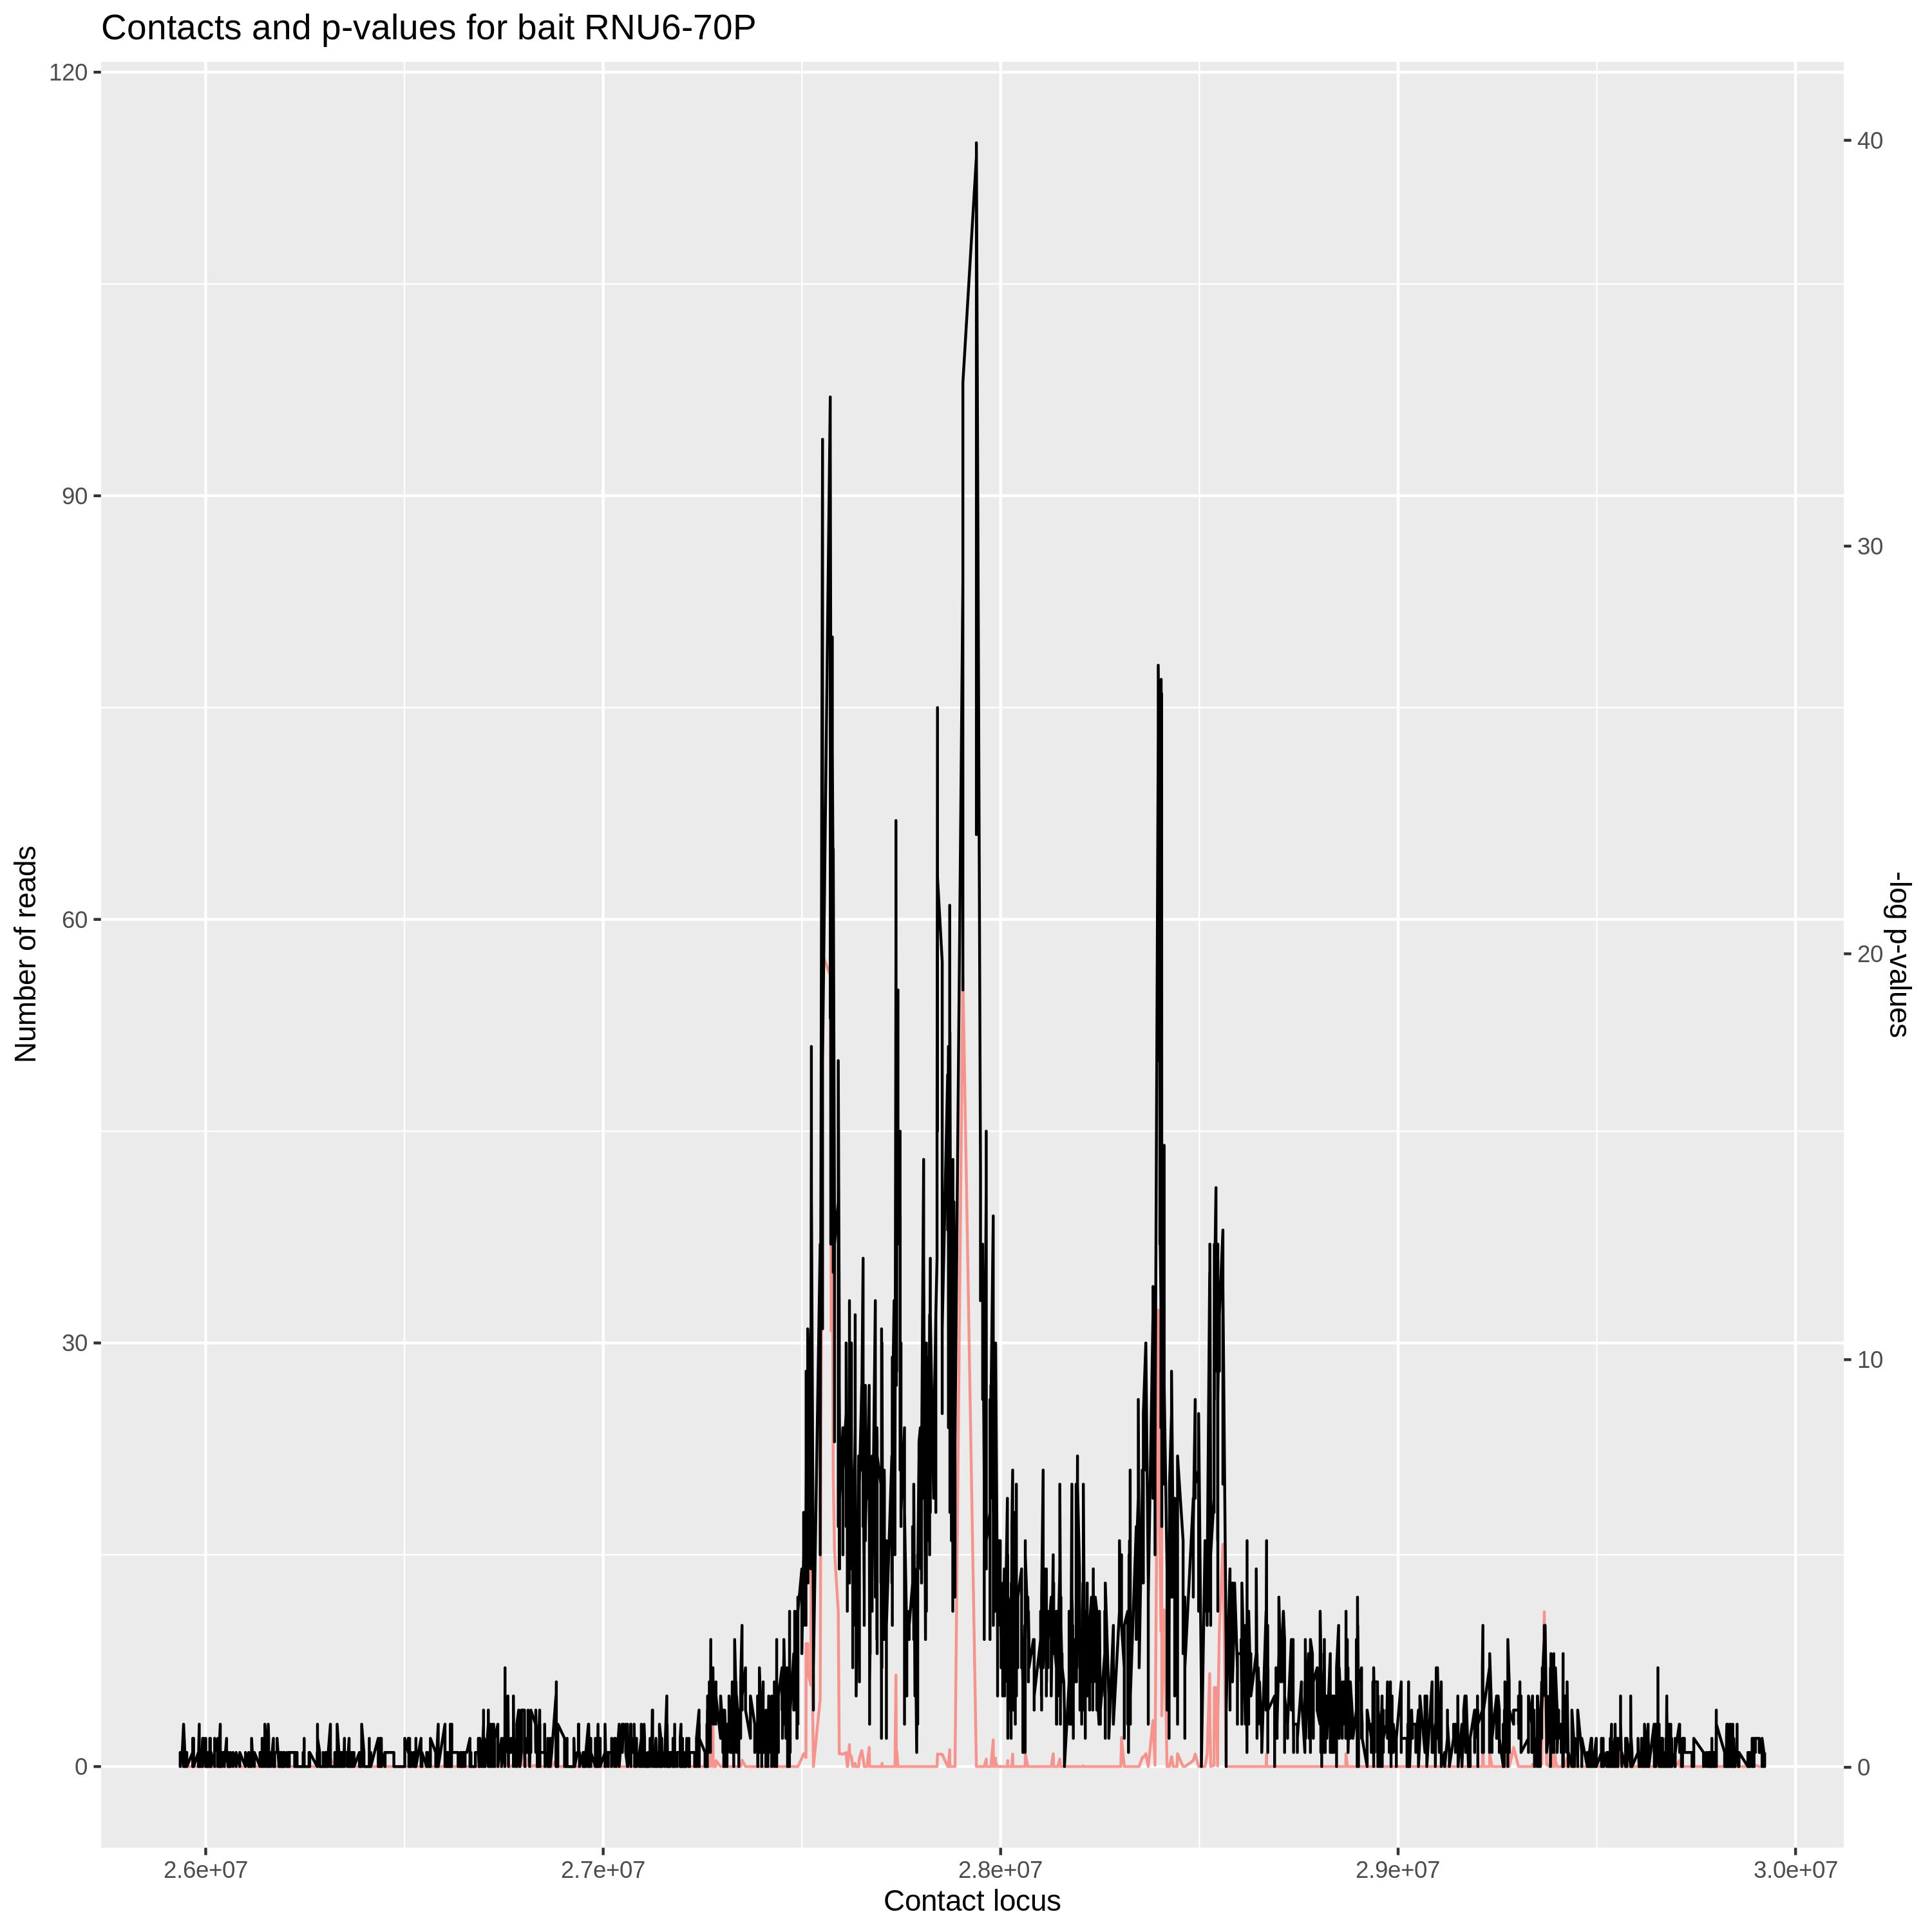 Contacts and p-values for bait RNU6-70P
120
90
60
30
0
Number of reads
40
30
20
10
0
-log p-values
2.6e+07
2.7e+07
2.8e+07
2.9e+07
3.0e+07
Contact locus